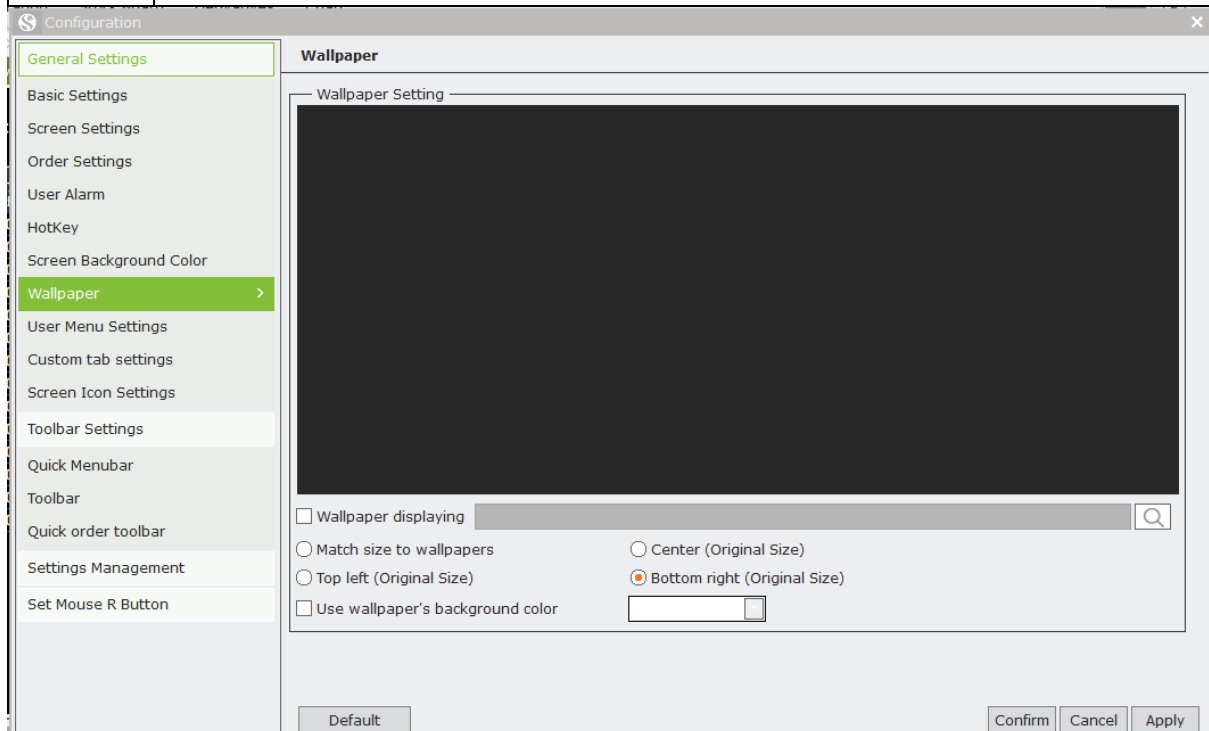 Configuration
General Settings
Basic Settings
Screen Settings
Order Settings
User Alarm
HotKey
Screen Background Color
Wallpaper
User Menu Settings
Custom tab settings
Screen Icon Settings
Toolbar Settings
Quick Menubar
Toolbar
Quick order toolbar
Settings Management
Set Mouse R Button
Wallpaper
Wallpaper Setting
Wallpaper displaying
Match size to wallpapers
Center (Original Size)
Top left (Original Size)
Bottom right (Original Size)
Use wallpaper's background color
Default
Confirm
Cancel
Apply